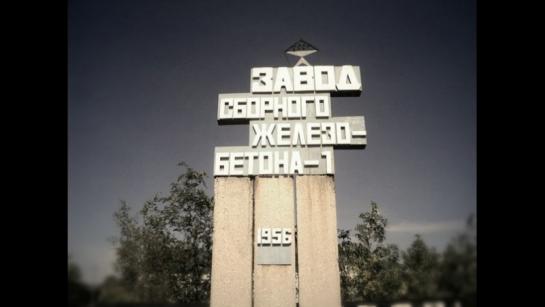 ЗАВОД
СБОРНОГО
ЖЕЛЕЗО-
БЕТОНА-1
1956